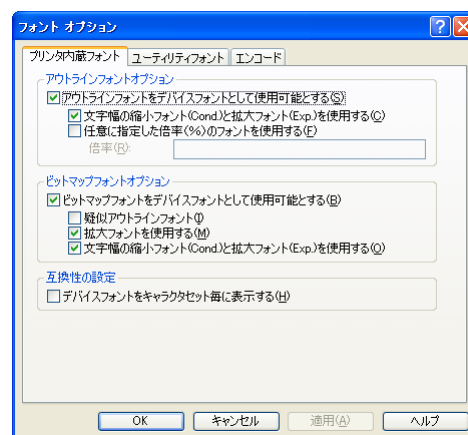 フォント オプション
プリンタ内蔵フォント ユーティリティフォント エンコード
アウトラインフォントオプション
アウトラインフォントをデバイスフォントとして使用可能とする(S)
文字幅の縮小フォント(Cond.)と拡大フォント(Exp.)を使用する(C)
任意に指定した倍率(%)のフォントを使用する(F)
倍率(R):
ビットマップフォントオプション
ビットマップフォントをデバイスフォントとして使用可能とする(B)
疑似アウトラインフォント(I)
拡大フォントを使用する(M)
文字幅の縮小フォント(Cond.)と拡大フォント(Exp.)を使用する(O)
互換性の設定
デバイスフォントをキャラクタセット毎に表示する(H)
OK キャンセル 適用(A) ヘルプ